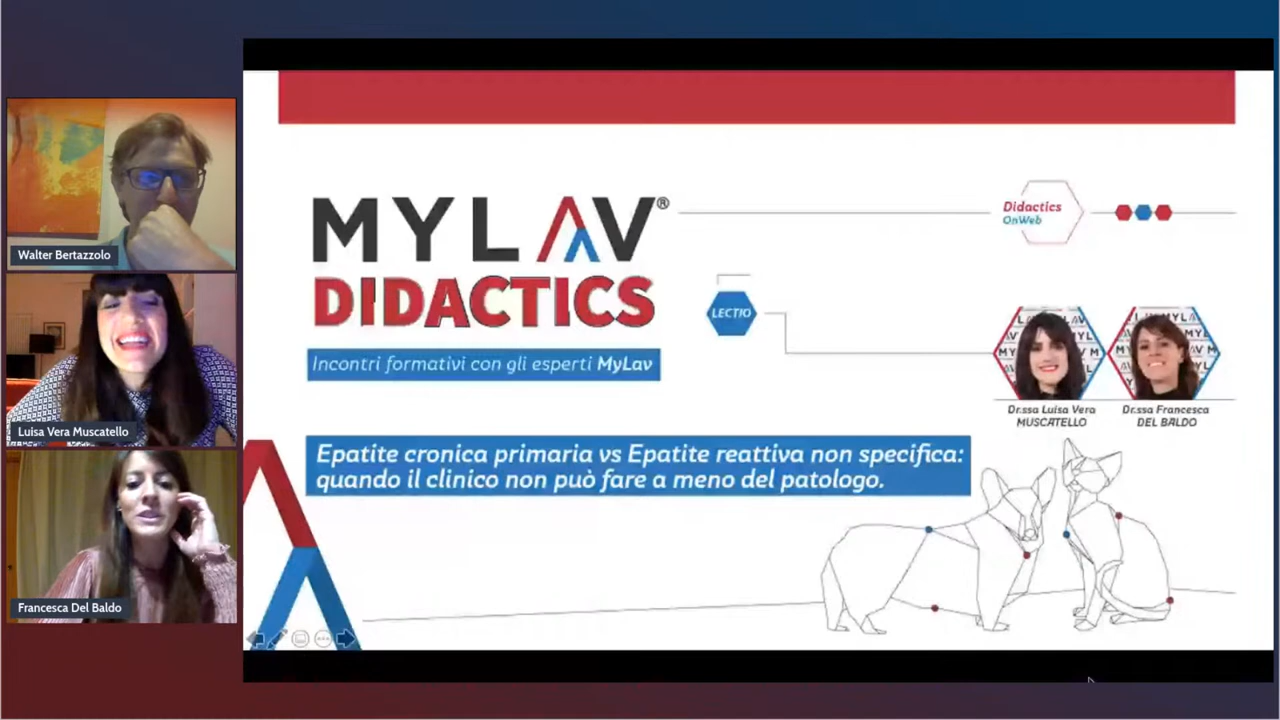 Walter Bertazzolo
Luisa Vera Muscatello
Francesca Del Baldo
MYLAV®
DIDACTICS
Incontri formativi con gli esperti MyLav
Didactics
OnWeb
LECTIO
Dr.ssa Luisa Vera
MUSCATELLO
Dr.ssa Francesca
DEL BALDO
Epatite cronica primaria vs Epatite reattiva non specifica:
quando il clinico non può fare a meno del patologo.